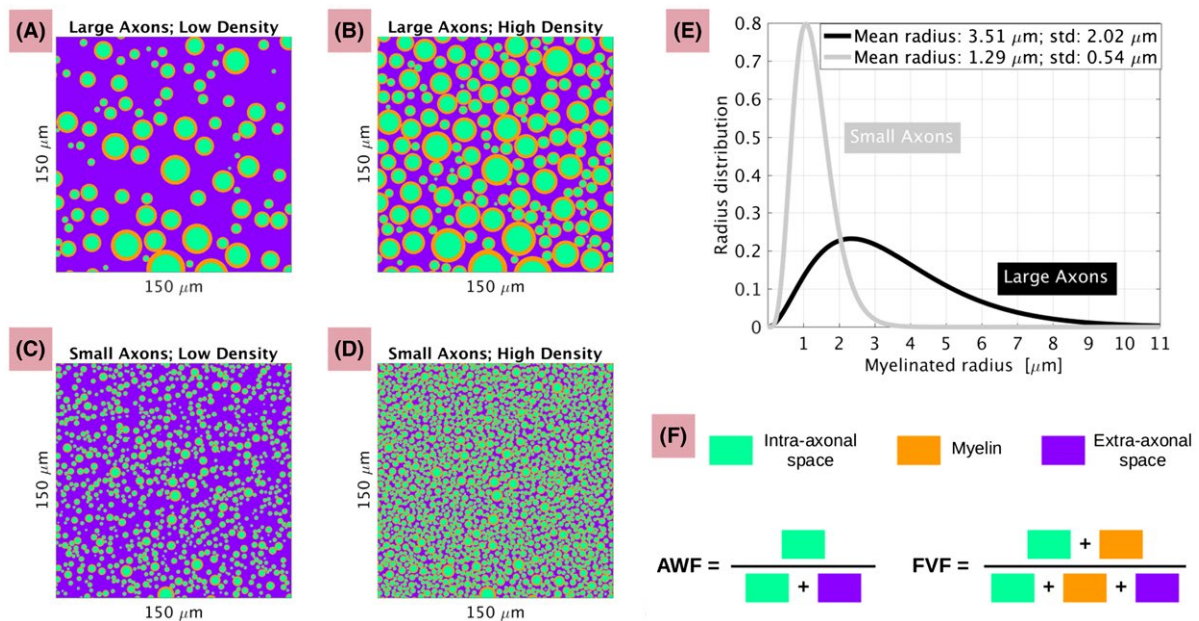 (A)
Large Axons; Low Density
150 μm
150 μm
(B)
Large Axons; High Density
150 μm
150 μm
(C)
Small Axons; Low Density
150 μm
150 μm
(D)
Small Axons; High Density
150 μm
150 μm
(E)
0.8
0.7
0.6
0.5
0.4
0.3
0.2
0.1
0
Radius distribution
Mean radius: 3.51 μm; std: 2.02 μm
Mean radius: 1.29 μm; std: 0.54 μm
Small Axons
Large Axons
1 2 3 4 5 6 7 8 9 10 11
Myelinated radius [μm]
(F)
Intra-axonal
space
Myelin
Extra-axonal
space
AWF =
+
FVF =
+
+ +